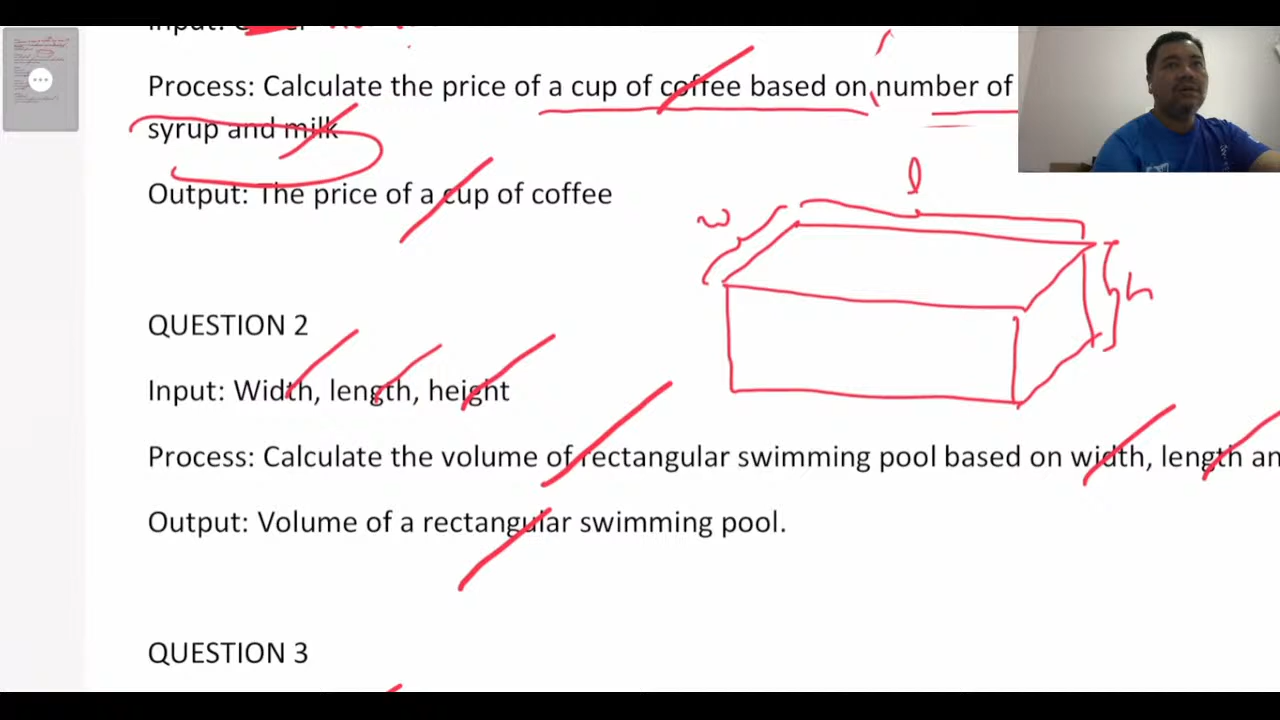 Input:
Process: Calculate the price of a cup of coffee based on number of
syrup and milk
Output: The price of a cup of coffee
l
w
h
QUESTION 2
Input: Width, length, height
Process: Calculate the volume of rectangular swimming pool based on width, length an
Output: Volume of a rectangular swimming pool.
QUESTION 3